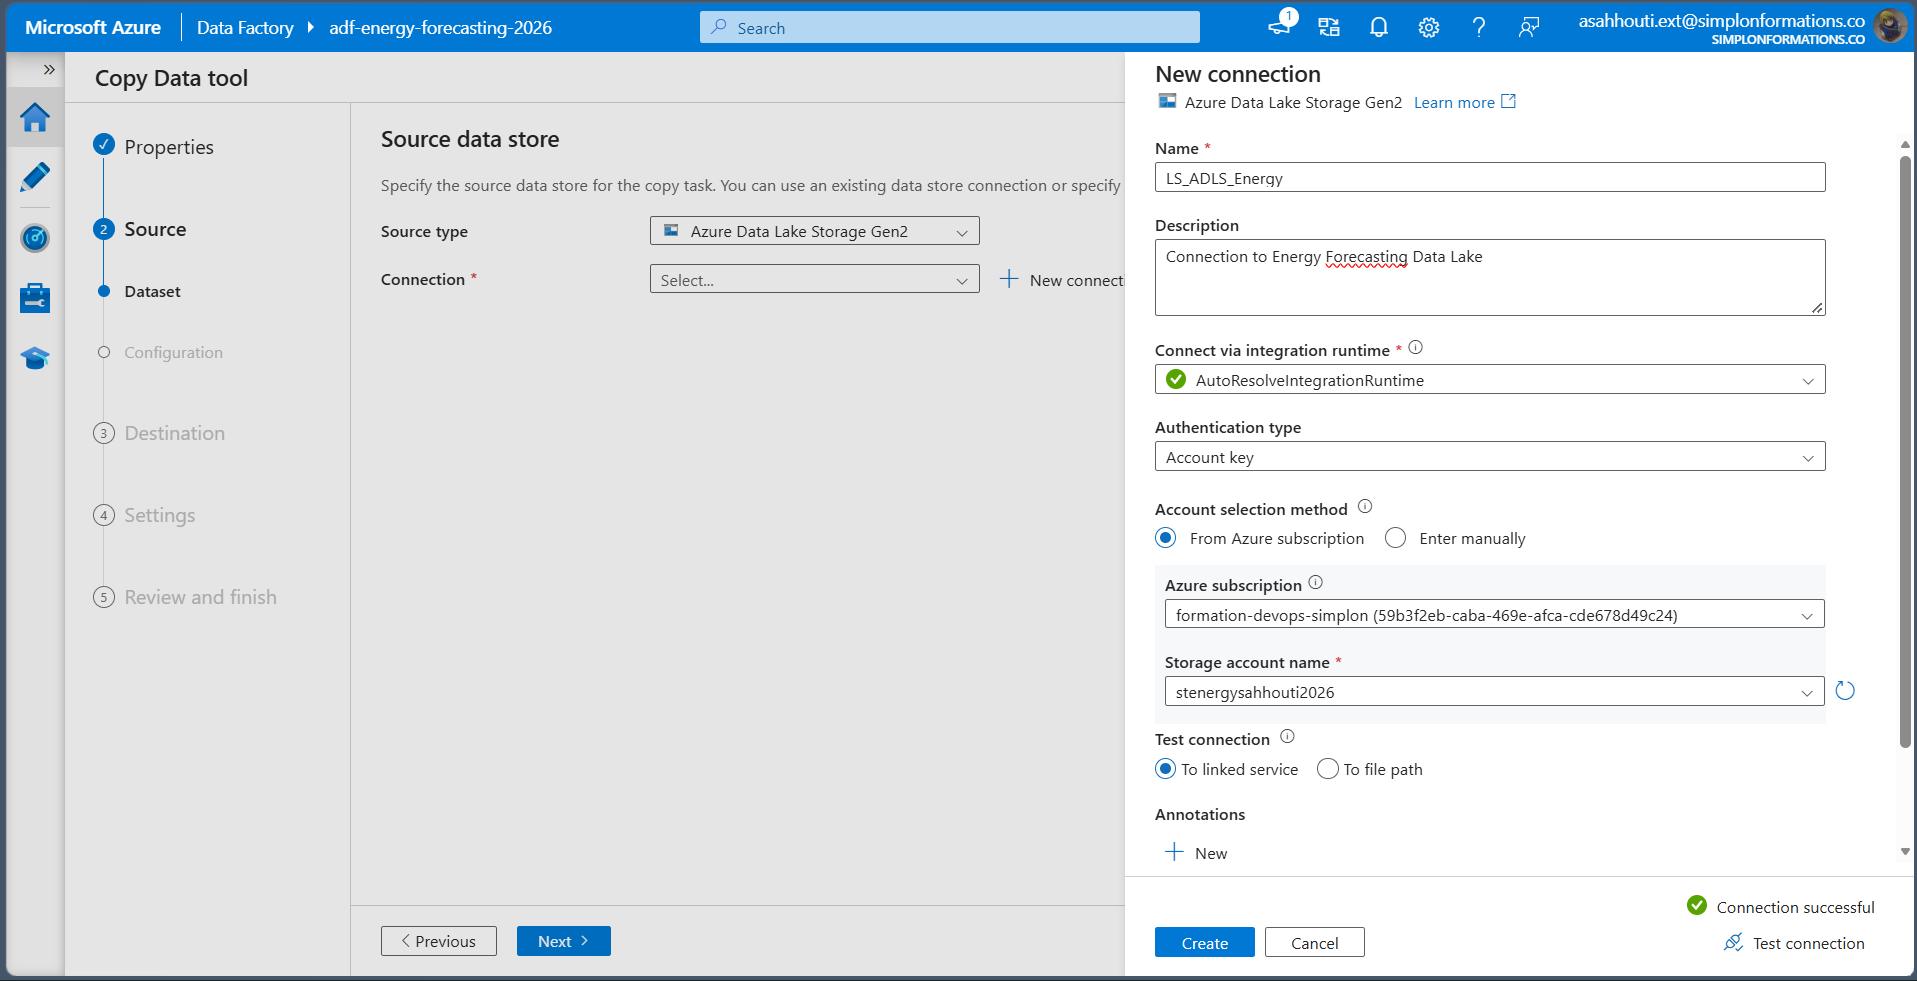 Microsoft Azure
Data Factory
adf-energy-forecasting-2026
Search
1
asahhouti.ext@simplonformations.co
SIMPLONFORMATIONS.CO
Copy Data tool
Properties
2 Source
Dataset
Configuration
3 Destination
4 Settings
5 Review and finish
Source data store
Specify the source data store for the copy task. You can use an existing data store connection or specify
Source type
Azure Data Lake Storage Gen2
Connection *
Select...
New connecti
Previous
Next
New connection
Azure Data Lake Storage Gen2 Learn more
Name *
LS_ADLS_Energy
Description
Connection to Energy Forecasting Data Lake
Connect via integration runtime *
AutoResolveIntegrationRuntime
Authentication type
Account key
Account selection method
From Azure subscription
Enter manually
Azure subscription
formation-devops-simplon (59b3f2eb-caba-469e-afca-cde678d49c24)
Storage account name *
stenergysahhouti2026
Test connection
To linked service
To file path
Annotations
New
Connection successful
Create
Cancel
Test connection